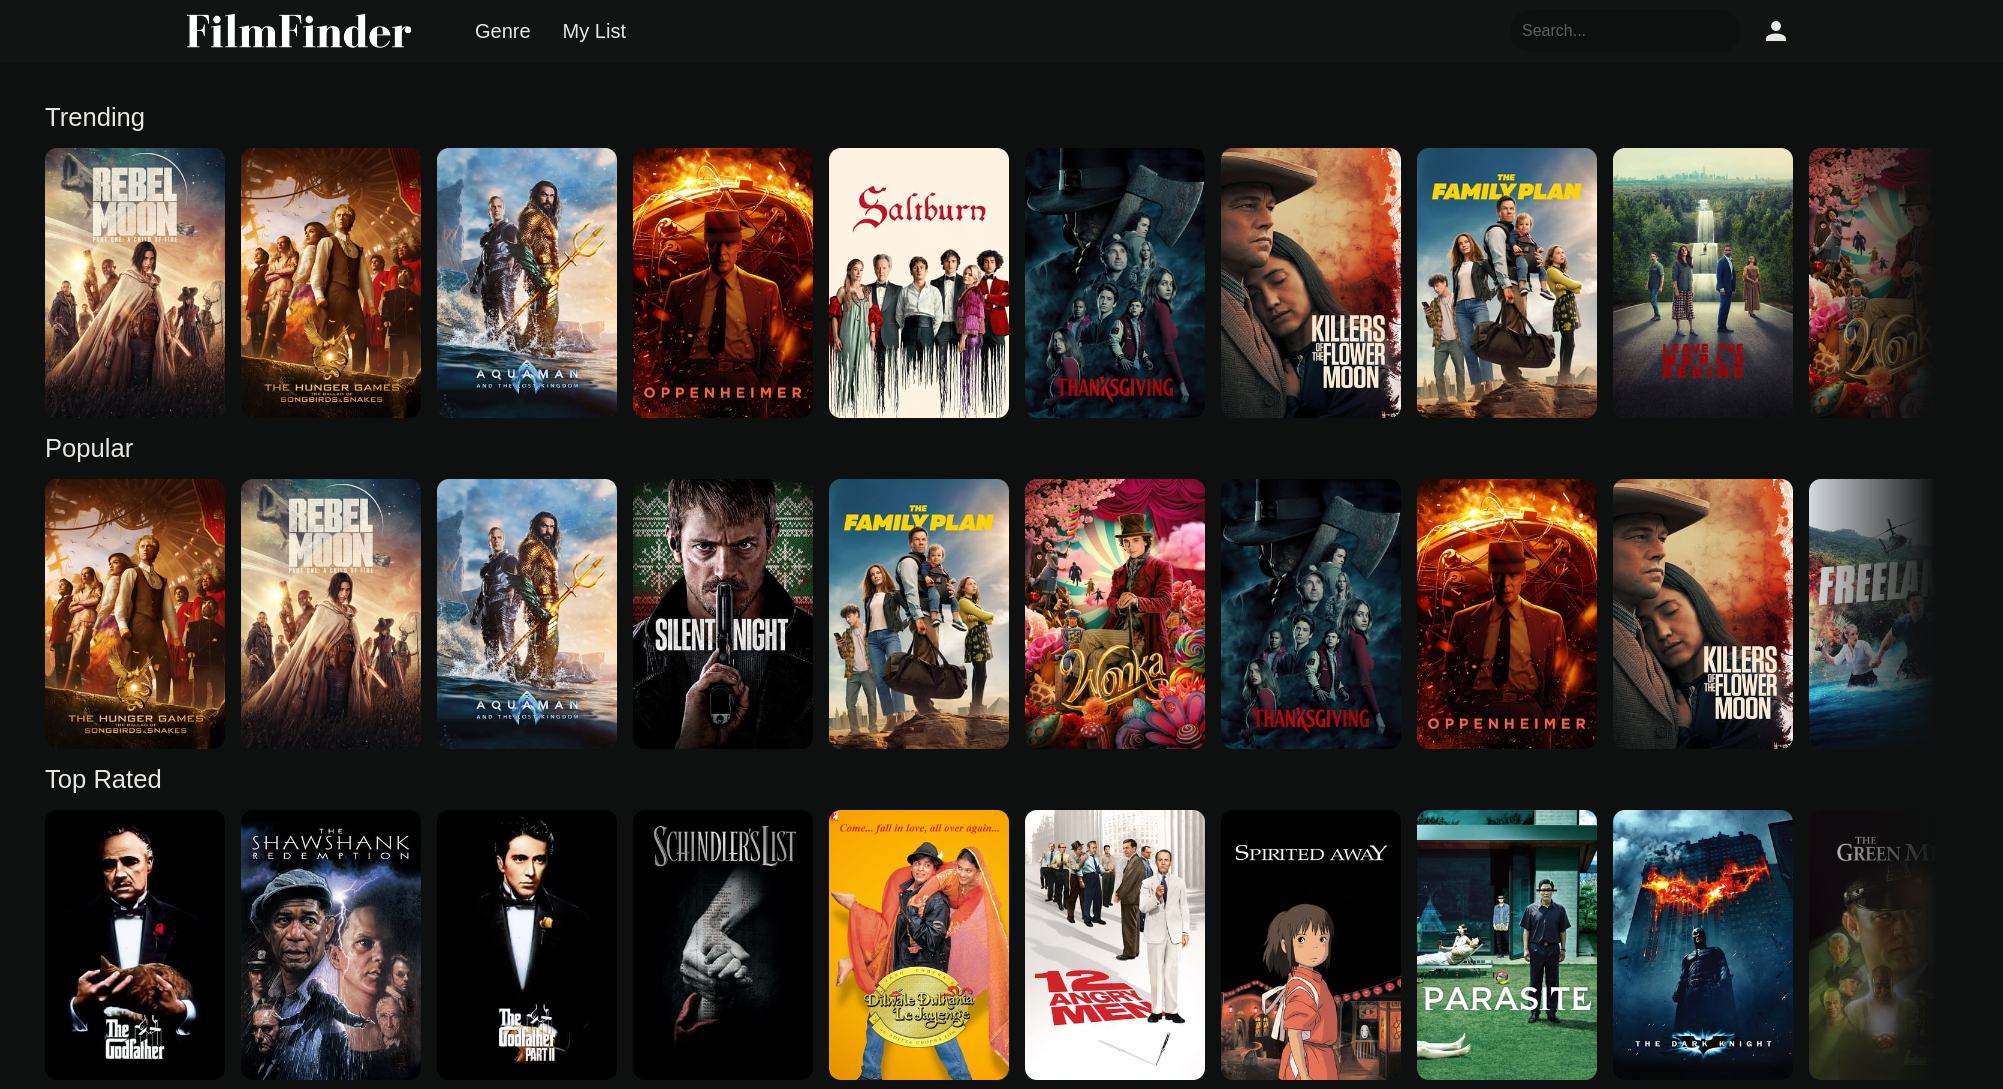 FilmFinder
Genre
My List
Search...
Trending
REBEL
MOON
PART ONE: A CHILD OF FIRE
THE HUNGER GAMES
THE BALLAD OF
SONGBIRDS & SNAKES
AQUAMAN
AND THE LOST KINGDOM
OPPENHEIMER
Saltburn
THANKSGIVING
KILLERS
OF THE FLOWER
MOON
THE
FAMILY PLAN
LEAVE THE
WORLD
BEHIND
Wonka
Popular
THE HUNGER GAMES
THE BALLAD OF
SONGBIRDS & SNAKES
REBEL
MOON
PART ONE: A CHILD OF FIRE
AQUAMAN
AND THE LOST KINGDOM
SILENT NIGHT
THE
FAMILY PLAN
Wonka
THANKSGIVING
OPPENHEIMER
KILLERS
OF THE FLOWER
MOON
FREELA
Top Rated
The
Godfather
THE
SHAWSHANK
REDEMPTION
The
Godfather
PART II
SCHINDLER'S LIST
Come... fall in love, all over again...
Dilwale Dulhania
Le Jayenge
12
ANGRY
MEN
SPIRITED AWAY
PARASITE
THE DARK KNIGHT
THE
GREEN M